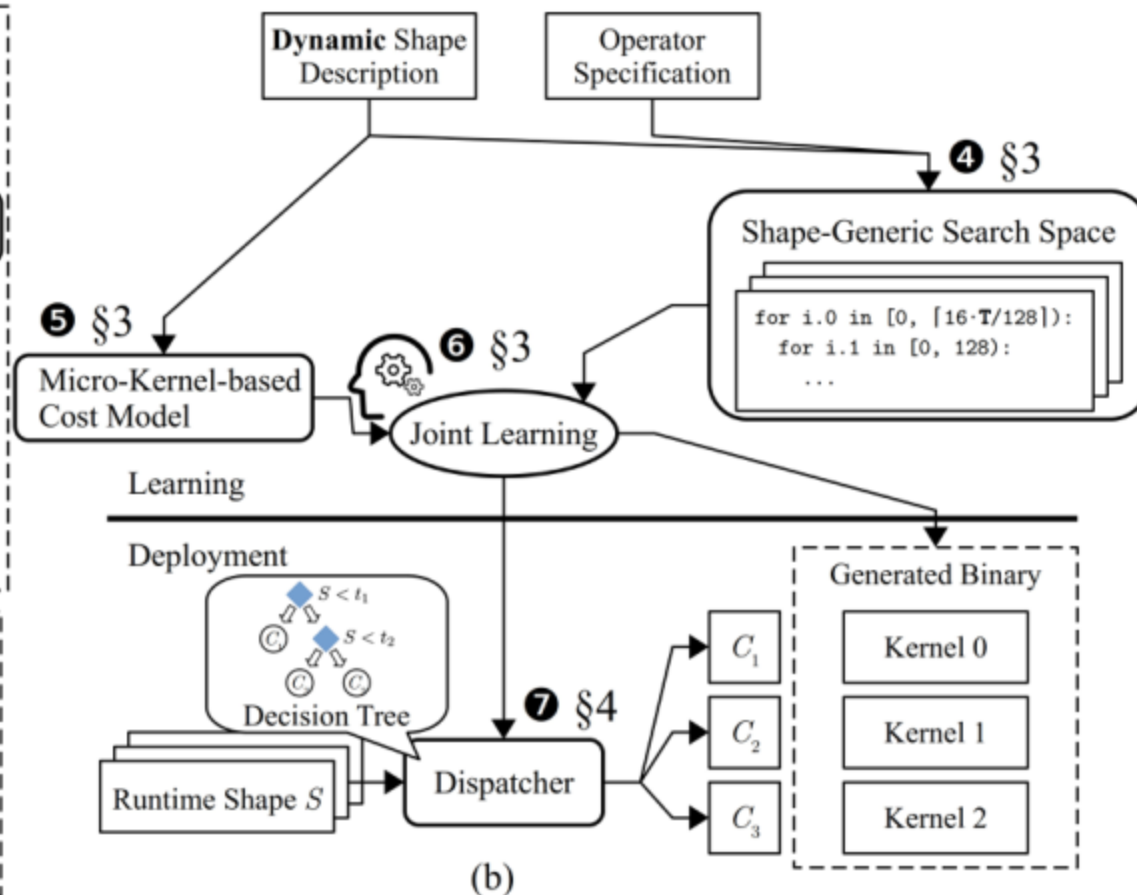 Dynamic Shape
Description
Operator
Specification
❹ §3
Shape-Generic Search Space
for i.0 in [0, ⌈16·T/128⌉):
for i.1 in [0, 128):
...
❺ §3
Micro-Kernel-based
Cost Model
❻ §3
Joint Learning
Learning
Deployment
S < t₁
S < t₂
Decision Tree
❼ §4
Runtime Shape S
Dispatcher
C₁
C₂
C₃
Generated Binary
Kernel 0
Kernel 1
Kernel 2
(b)